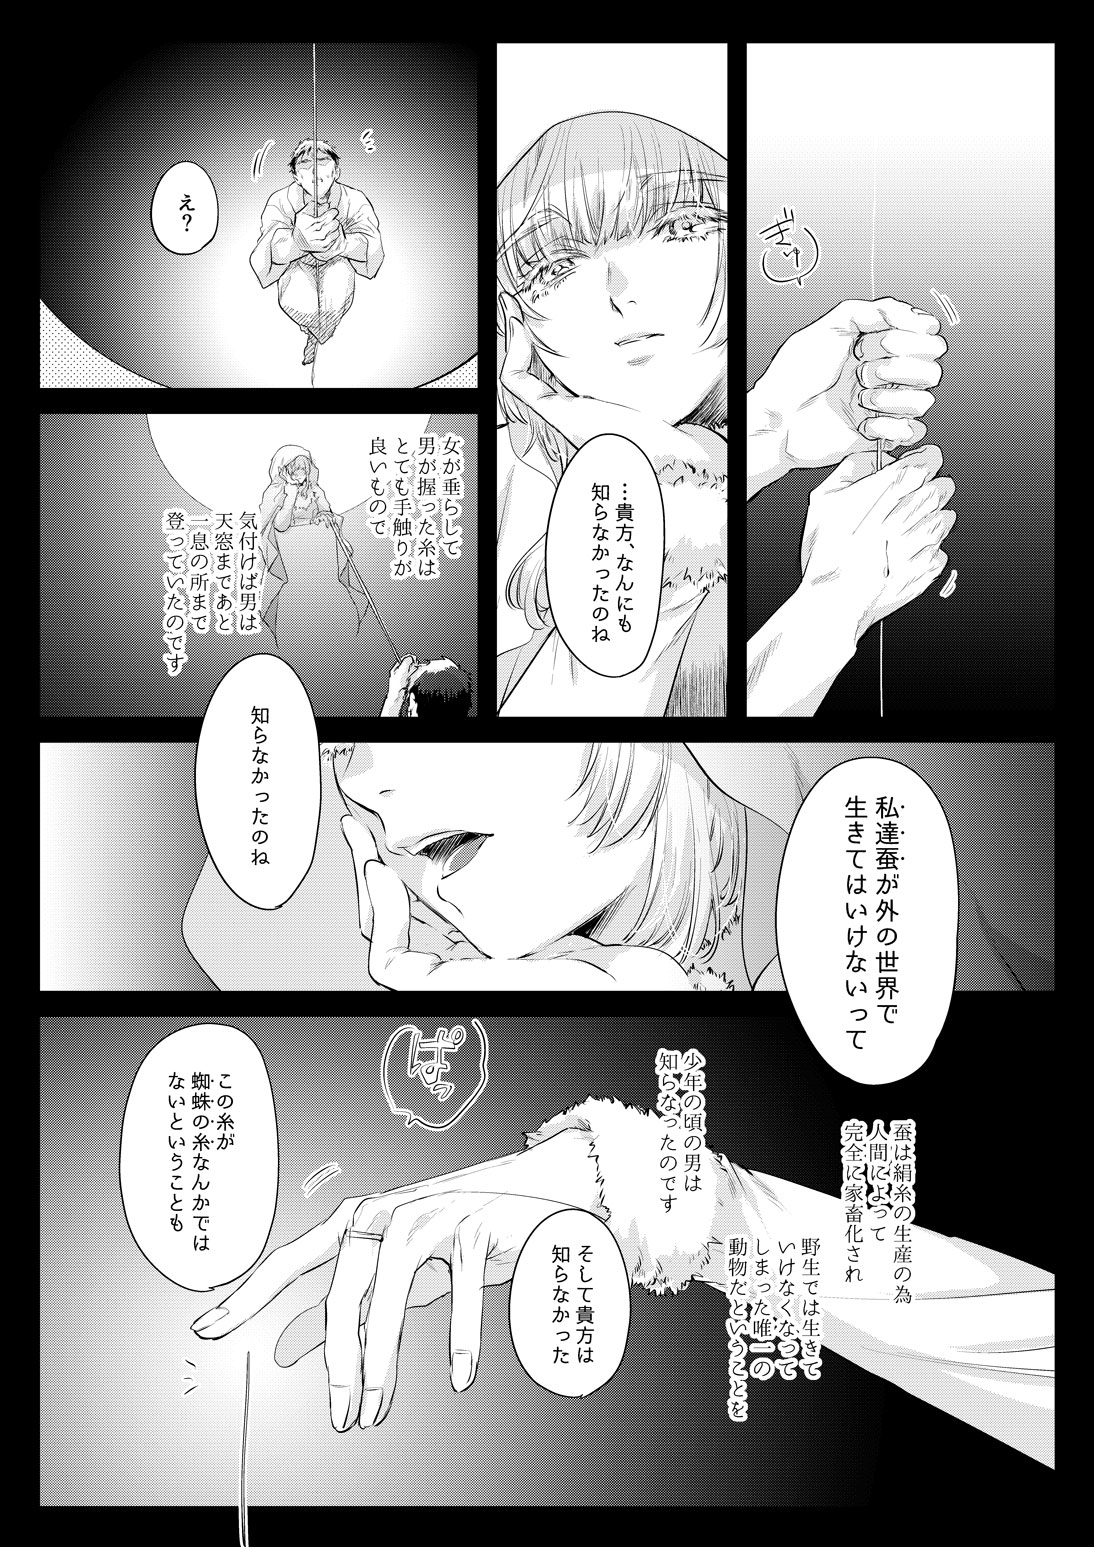 ぎゅ
…貴方、なんにも
知らなかったのね
え?
女が垂らして
男が握った糸は
とても手触りが
良いもので
気付けば男は
天窓まであと
一息の所まで
登っていたのです
私達蚕が外の世界で
生きてはいけないって
知らなかったのね
蚕は絹糸の生産の為
人間によって
完全に家畜化され
野生では生きて
いけなくなって
しまった唯一の
動物だということを
少年の頃の男は
知らなったのです
そして貴方は
知らなかった
ぱっ
この糸が
蜘蛛の糸なんかでは
ないということも